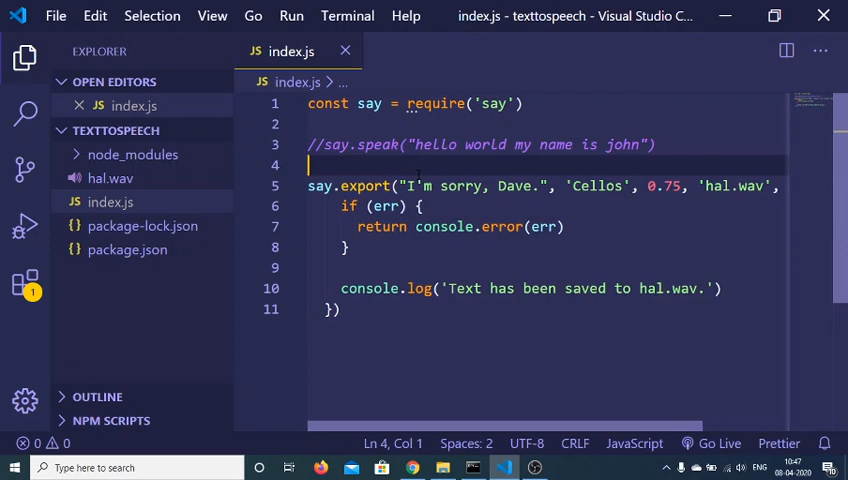 File Edit Selection View Go Run Terminal Help index.js - texttospeech - Visual Studio C...
EXPLORER
OPEN EDITORS
index.js
TEXTTOSPEECH
node_modules
hal.wav
index.js
package-lock.json
package.json
OUTLINE
NPM SCRIPTS
1
index.js
index.js > ...
1 const say = require('say')
2
3 //say.speak("hello world my name is john")
4
5 say.export("I'm sorry, Dave.", 'Cellos', 0.75, 'hal.wav',
6 if (err) {
7 return console.error(err)
8 }
9
10 console.log('Text has been saved to hal.wav.')
11 })
0 0 Ln 4, Col 1 Spaces: 2 UTF-8 CRLF JavaScript Go Live Prettier
Type here to search
ENG
10:47
08-04-2020